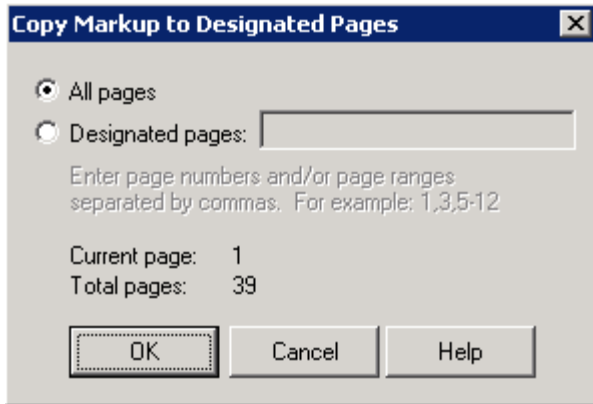 Copy Markup to Designated Pages
All pages
Designated pages:
Enter page numbers and/or page ranges
separated by commas. For example: 1,3,5-12
Current page: 1
Total pages: 39
OK Cancel Help